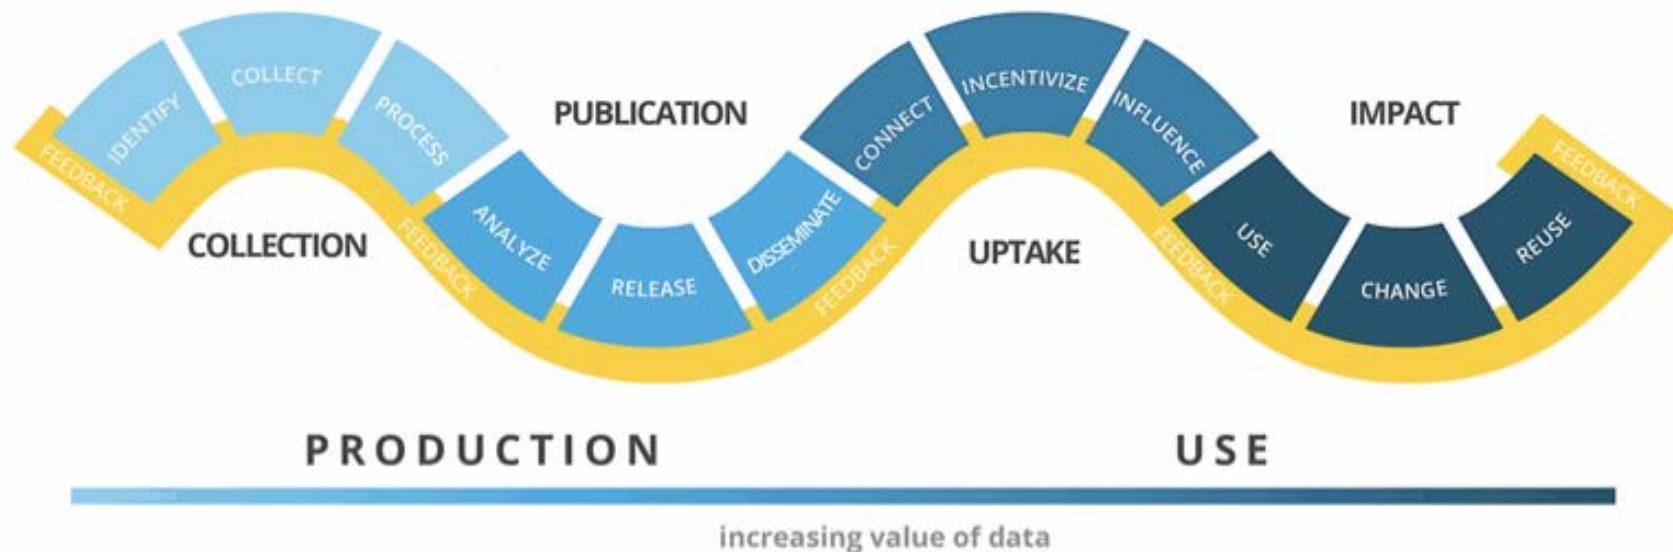 IDENTIFY
COLLECT
PROCESS
COLLECTION
FEEDBACK
FEEDBACK
ANALYZE
RELEASE
DISSEMINATE
PUBLICATION
FEEDBACK
CONNECT
INCENTIVIZE
INFLUENCE
UPTAKE
FEEDBACK
USE
CHANGE
REUSE
IMPACT
FEEDBACK
PRODUCTION
USE
increasing value of data